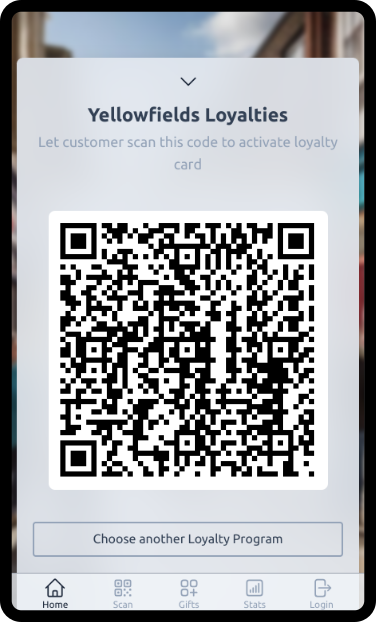 Yellowfields Loyalties
Let customer scan this code to activate loyalty
card
Choose another Loyalty Program
Home Scan Gifts Stats Login